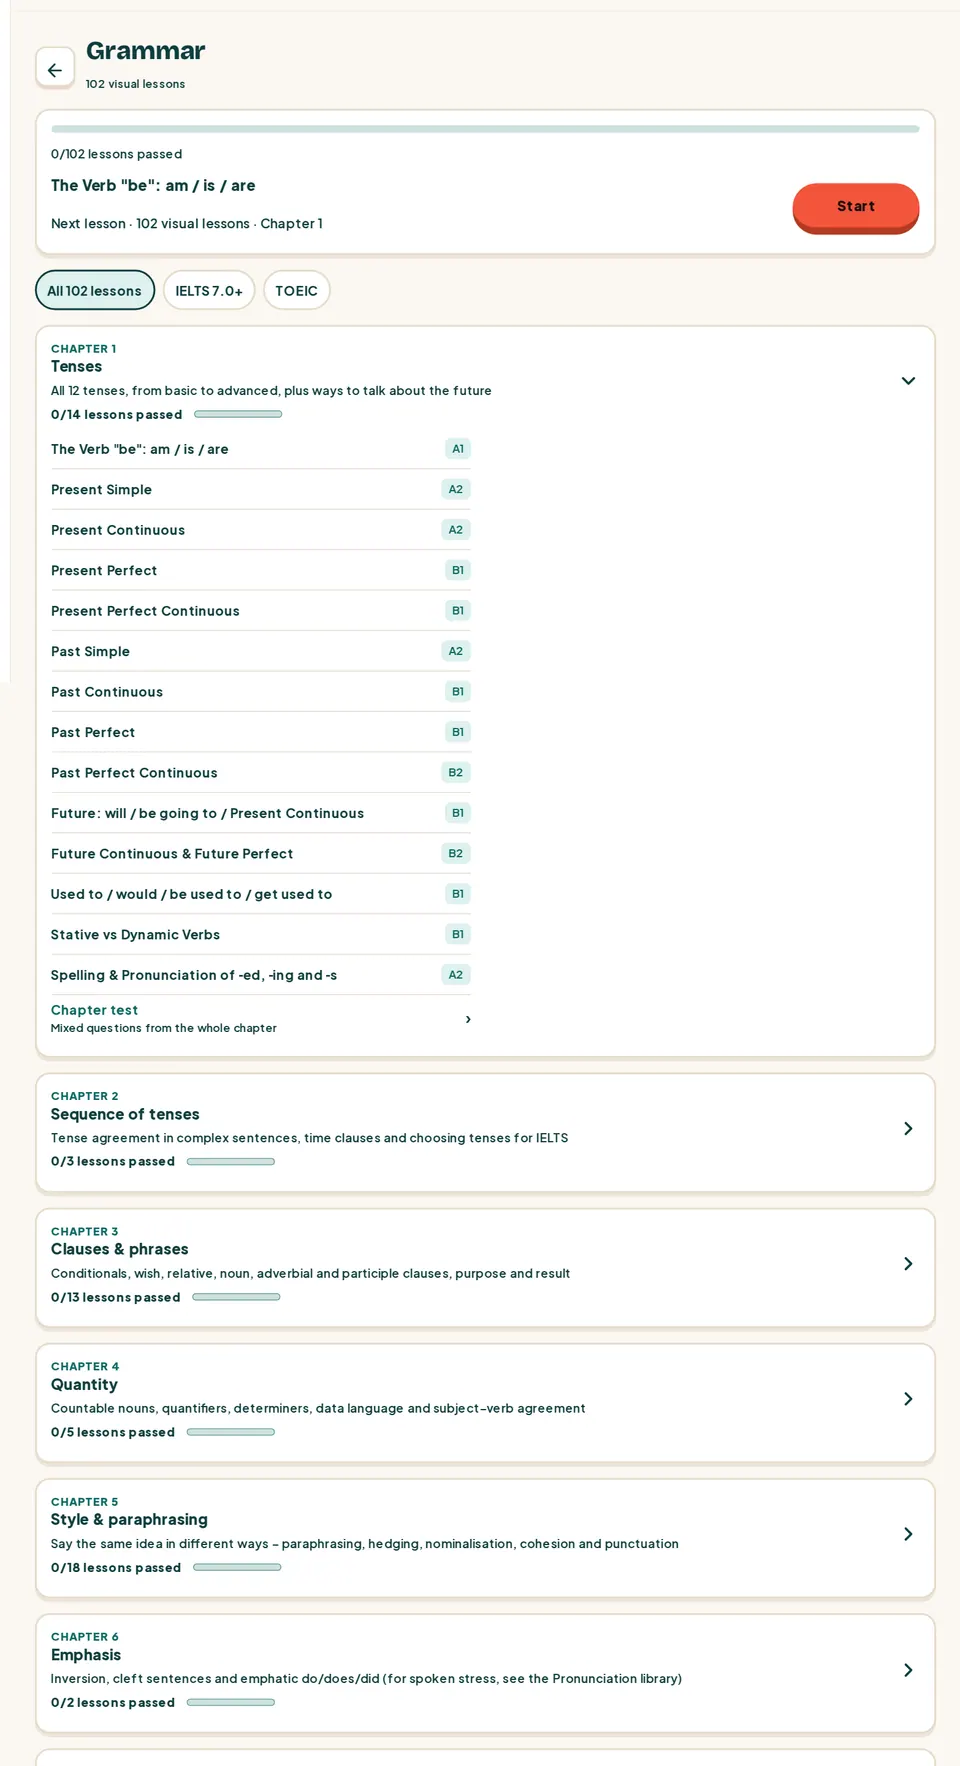 Grammar
102 visual lessons
0/102 lessons passed
The Verb "be": am / is / are
Next lesson · 102 visual lessons · Chapter 1
Start
All 102 lessons
IELTS 7.0+
TOEIC
CHAPTER 1
Tenses
All 12 tenses, from basic to advanced, plus ways to talk about the future
0/14 lessons passed
The Verb "be": am / is / are A1
Present Simple A2
Present Continuous A2
Present Perfect B1
Present Perfect Continuous B1
Past Simple A2
Past Continuous B1
Past Perfect B1
Past Perfect Continuous B2
Future: will / be going to / Present Continuous B1
Future Continuous & Future Perfect B2
Used to / would / be used to / get used to B1
Stative vs Dynamic Verbs B1
Spelling & Pronunciation of -ed, -ing and -s A2
Chapter test
Mixed questions from the whole chapter
CHAPTER 2
Sequence of tenses
Tense agreement in complex sentences, time clauses and choosing tenses for IELTS
0/3 lessons passed
CHAPTER 3
Clauses & phrases
Conditionals, wish, relative, noun, adverbial and participle clauses, purpose and result
0/13 lessons passed
CHAPTER 4
Quantity
Countable nouns, quantifiers, determiners, data language and subject–verb agreement
0/5 lessons passed
CHAPTER 5
Style & paraphrasing
Say the same idea in different ways – paraphrasing, hedging, nominalisation, cohesion and punctuation
0/18 lessons passed
CHAPTER 6
Emphasis
Inversion, cleft sentences and emphatic do/does/did (for spoken stress, see the Pronunciation library)
0/2 lessons passed